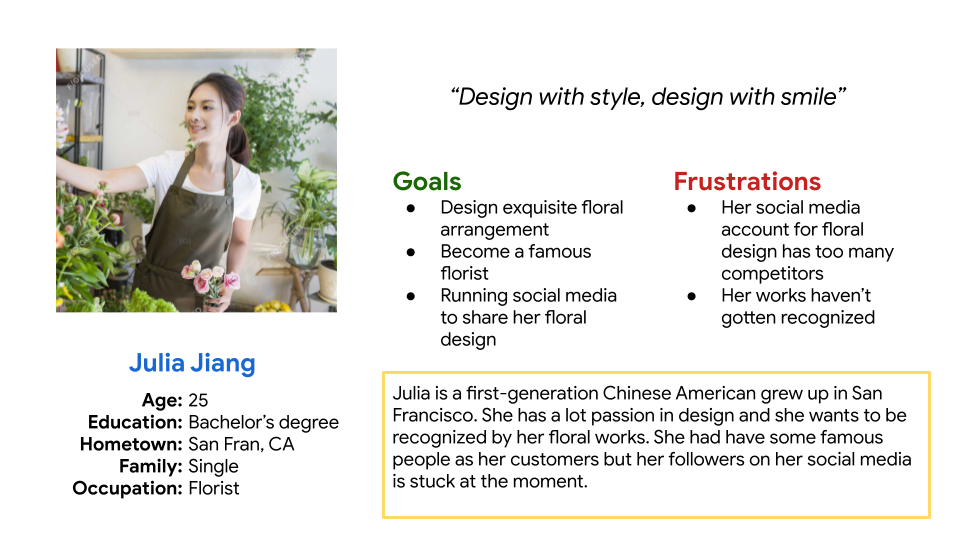 “Design with style, design with smile”
Goals
● Design exquisite floral
arrangement
● Become a famous
florist
● Running social media
to share her floral
design
Frustrations
● Her social media
account for floral
design has too many
competitors
● Her works haven’t
gotten recognized
Julia Jiang
Age: 25
Education: Bachelor’s degree
Hometown: San Fran, CA
Family: Single
Occupation: Florist
Julia is a first-generation Chinese American grew up in San
Francisco. She has a lot passion in design and she wants to be
recognized by her floral works. She had have some famous
people as her customers but her followers on her social media
is stuck at the moment.